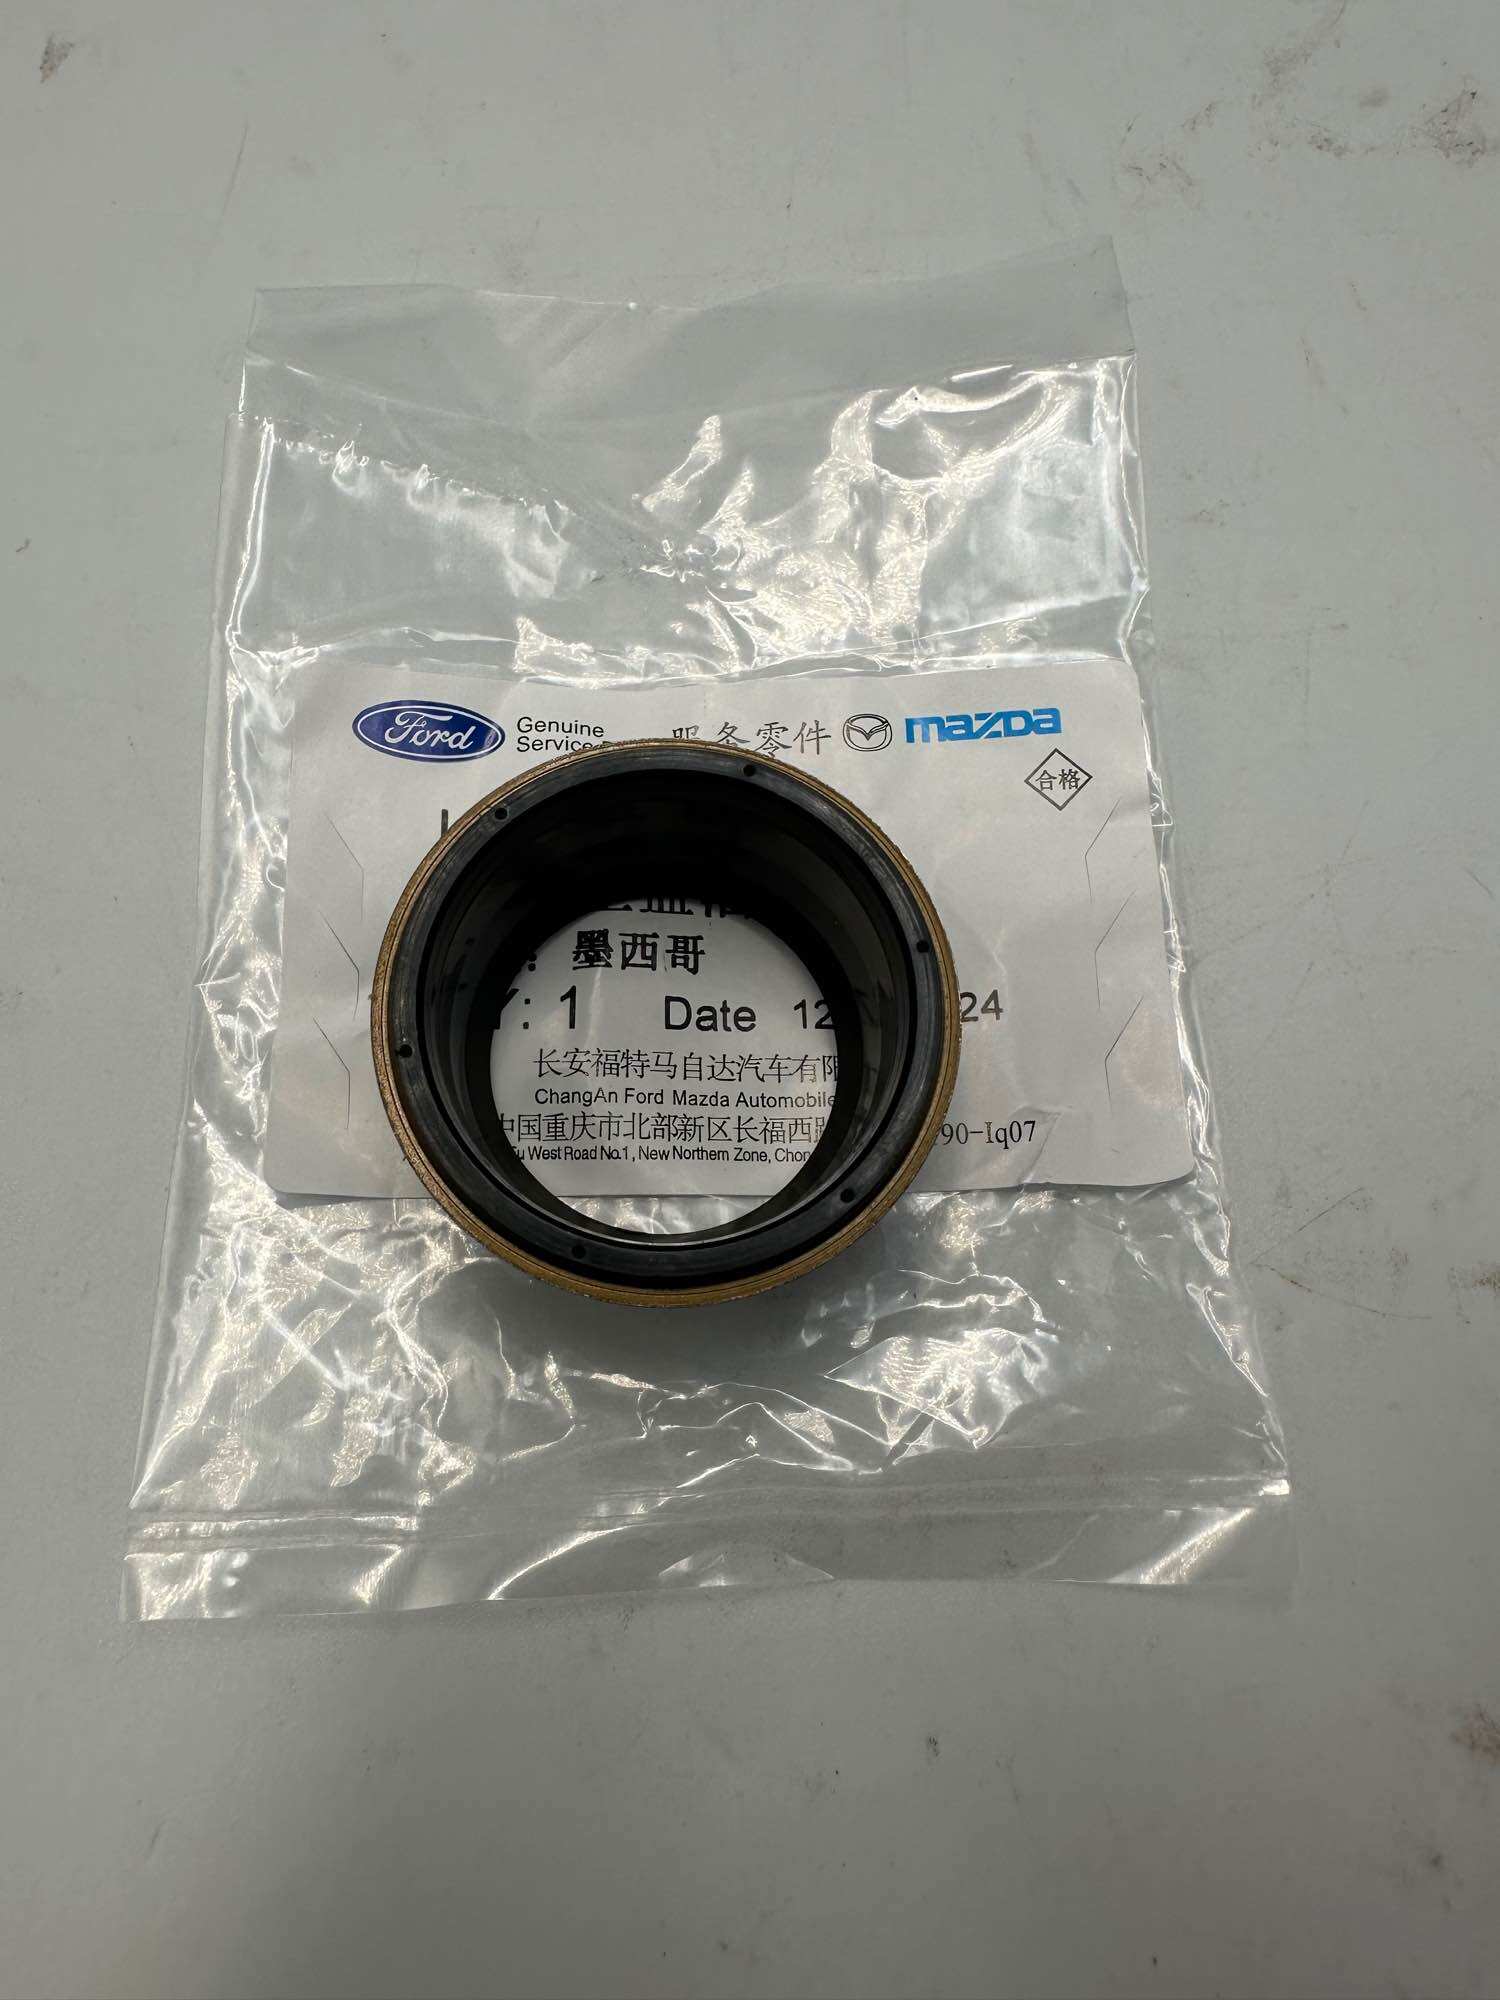 Ford Genuine 服务零件 mazda
Service
合格
墨西哥
Y: 1 Date 12 24
长安福特马自达汽车有限
ChangAn Ford Mazda Automobile
中国重庆市北部新区长福西路 90-Iq07
Fu West Road No.1, New Northern Zone, Chon